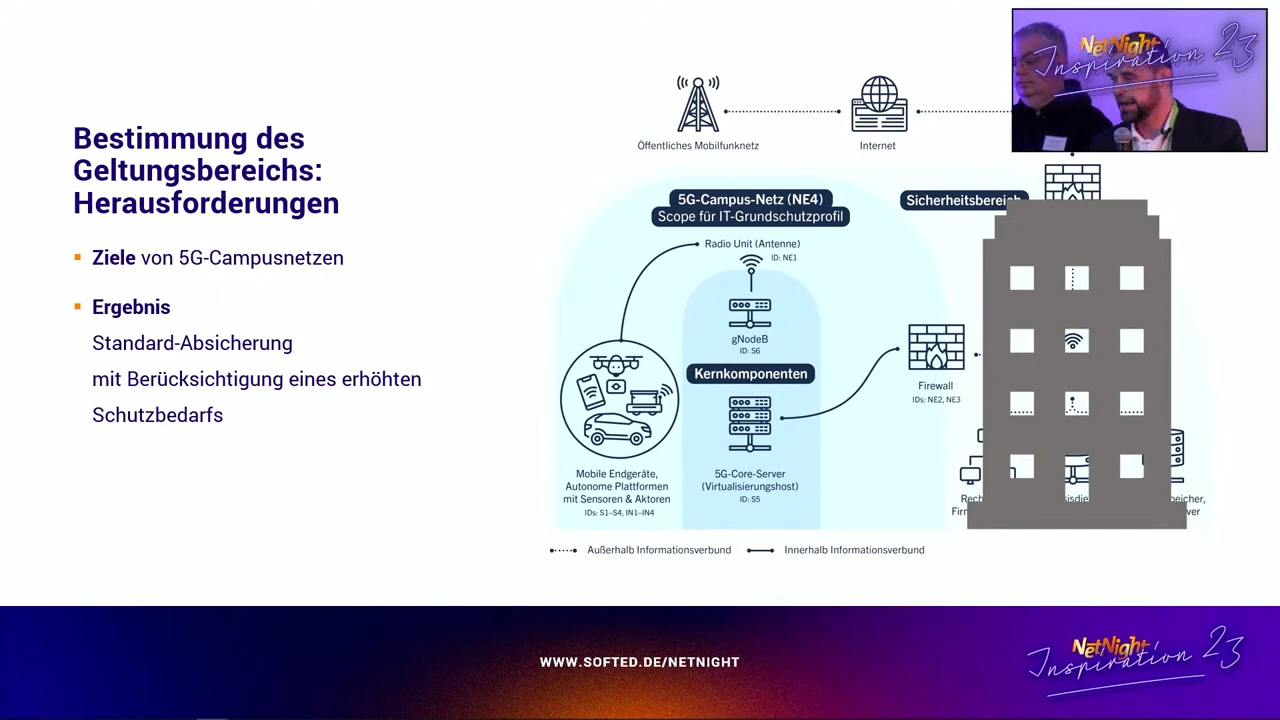 Bestimmung des
Geltungsbereichs:
Herausforderungen
Ziele von 5G-Campusnetzen
Ergebnis
Standard-Absicherung
mit Berücksichtigung eines erhöhten
Schutzbedarfs
Öffentliches Mobilfunknetz
Internet
5G-Campus-Netz (NE4)
Scope für IT-Grundschutzprofil
Sicherheitsbereich
Radio Unit (Antenne)
ID: NE1
gNodeB
ID: S6
Kernkomponenten
Firewall
IDs: NE2, NE3
Mobile Endgeräte,
Autonome Plattformen
mit Sensoren & Aktoren
IDs: S1–S4, IN1–IN4
5G-Core-Server
(Virtualisierungshost)
ID: S5
Außerhalb Informationsverbund
Innerhalb Informationsverbund
NetNight
Inspiration 23
WWW.SOFTED.DE/NETNIGHT
NetNight
Inspiration 23